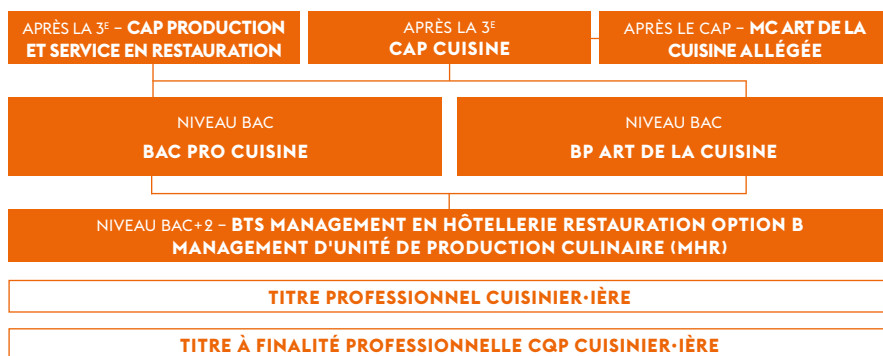 APRÈS LA 3E – CAP PRODUCTION
ET SERVICE EN RESTAURATION
APRÈS LA 3E
CAP CUISINE
APRÈS LE CAP – MC ART DE LA
CUISINE ALLÉGÉE
NIVEAU BAC
BAC PRO CUISINE
NIVEAU BAC
BP ART DE LA CUISINE
NIVEAU BAC+2 – BTS MANAGEMENT EN HÔTELLERIE RESTAURATION OPTION B
MANAGEMENT D'UNITÉ DE PRODUCTION CULINAIRE (MHR)
TITRE PROFESSIONNEL CUISINIER·IÈRE
TITRE À FINALITÉ PROFESSIONNELLE CQP CUISINIER·IÈRE